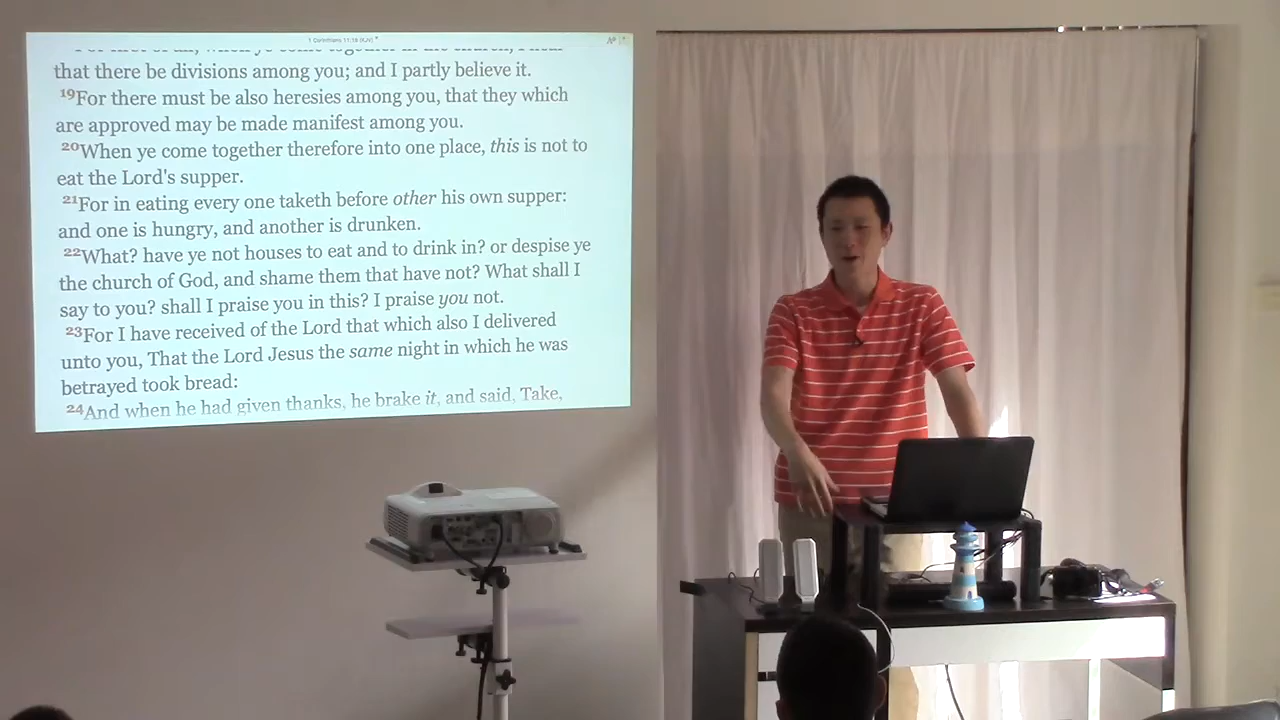 1 Corinthians 11:18 (KJV)
that there be divisions among you; and I partly believe it.
19For there must be also heresies among you, that they which
are approved may be made manifest among you.
20When ye come together therefore into one place, this is not to
eat the Lord's supper.
21For in eating every one taketh before other his own supper:
and one is hungry, and another is drunken.
22What? have ye not houses to eat and to drink in? or despise ye
the church of God, and shame them that have not? What shall I
say to you? shall I praise you in this? I praise you not.
23For I have received of the Lord that which also I delivered
unto you, That the Lord Jesus the same night in which he was
betrayed took bread:
24And when he had given thanks, he brake it, and said, Take,